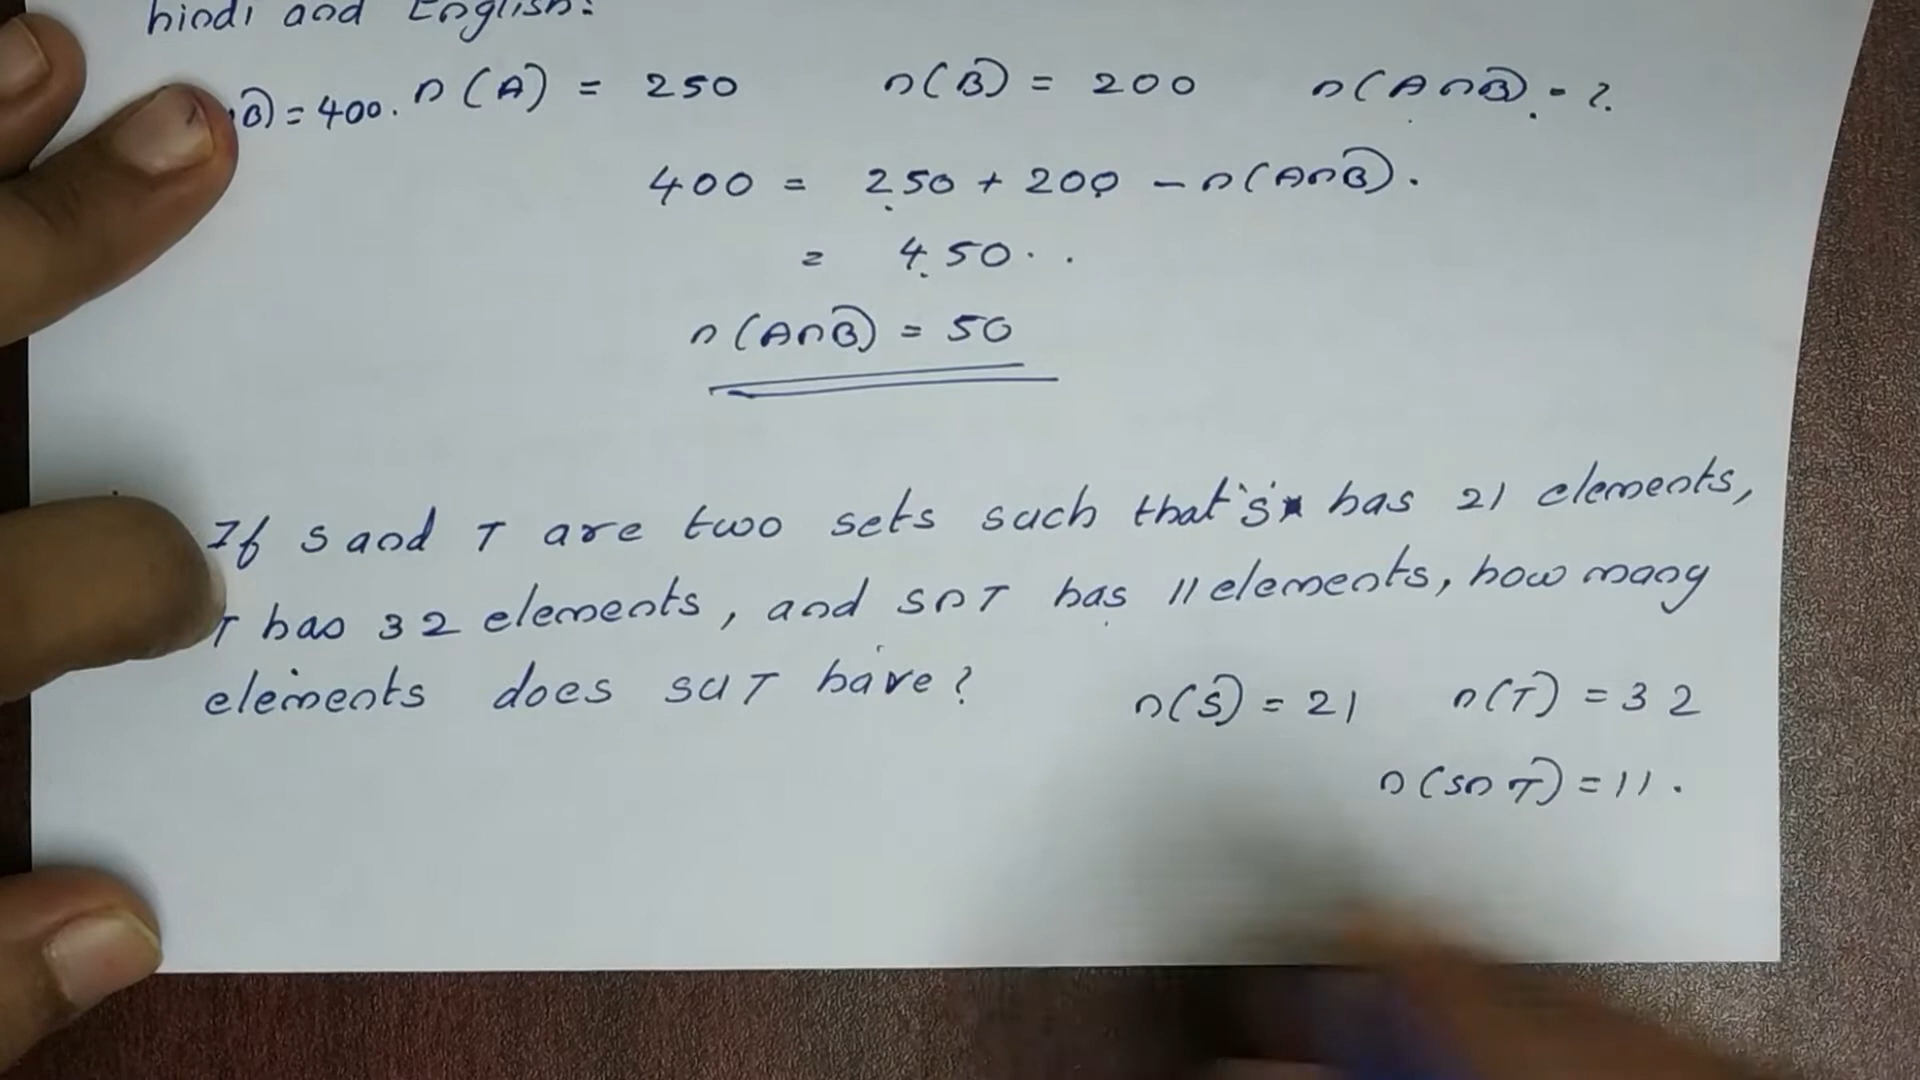 hindi and English.
B) = 400. n(A) = 250 n(B) = 200 n(A∩B) = ?.
400 = 250 + 200 - n(A∩B).
= 450..
n(A∩B) = 50
If S and T are two sets such that 'S' has 21 elements,
T has 32 elements, and S∩T has 11 elements, how many
elements does S∪T have?
n(S) = 21 n(T) = 32
n(S∩T) = 11.